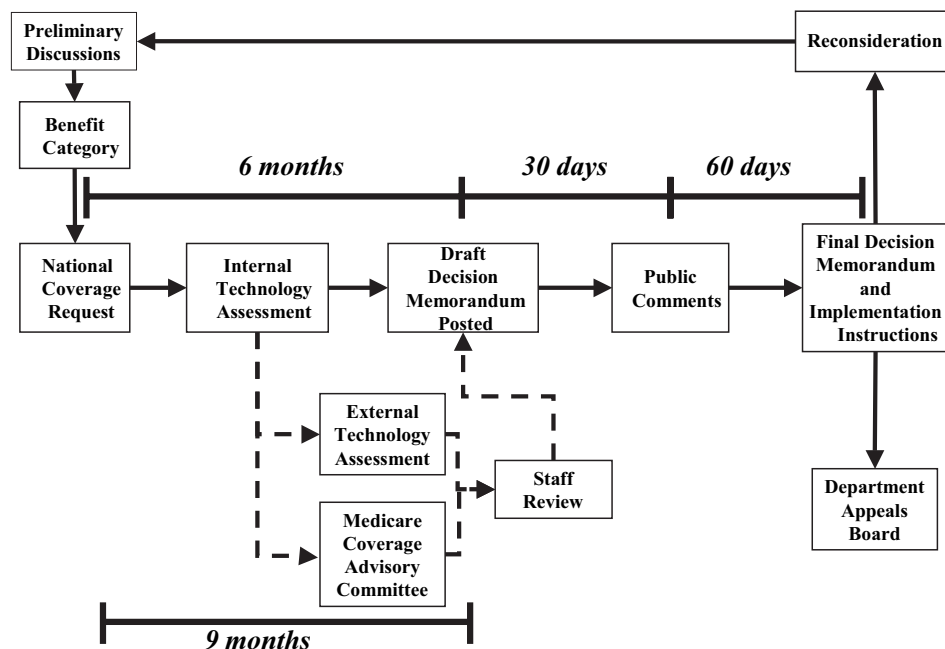 Preliminary
Discussions
Reconsideration
Benefit
Category
6 months
30 days
60 days
National
Coverage
Request
Internal
Technology
Assessment
Draft
Decision
Memorandum
Posted
Public
Comments
Final Decision
Memorandum
and
Implementation
Instructions
External
Technology
Assessment
Staff
Review
Medicare
Coverage
Advisory
Committee
Department
Appeals
Board
9 months